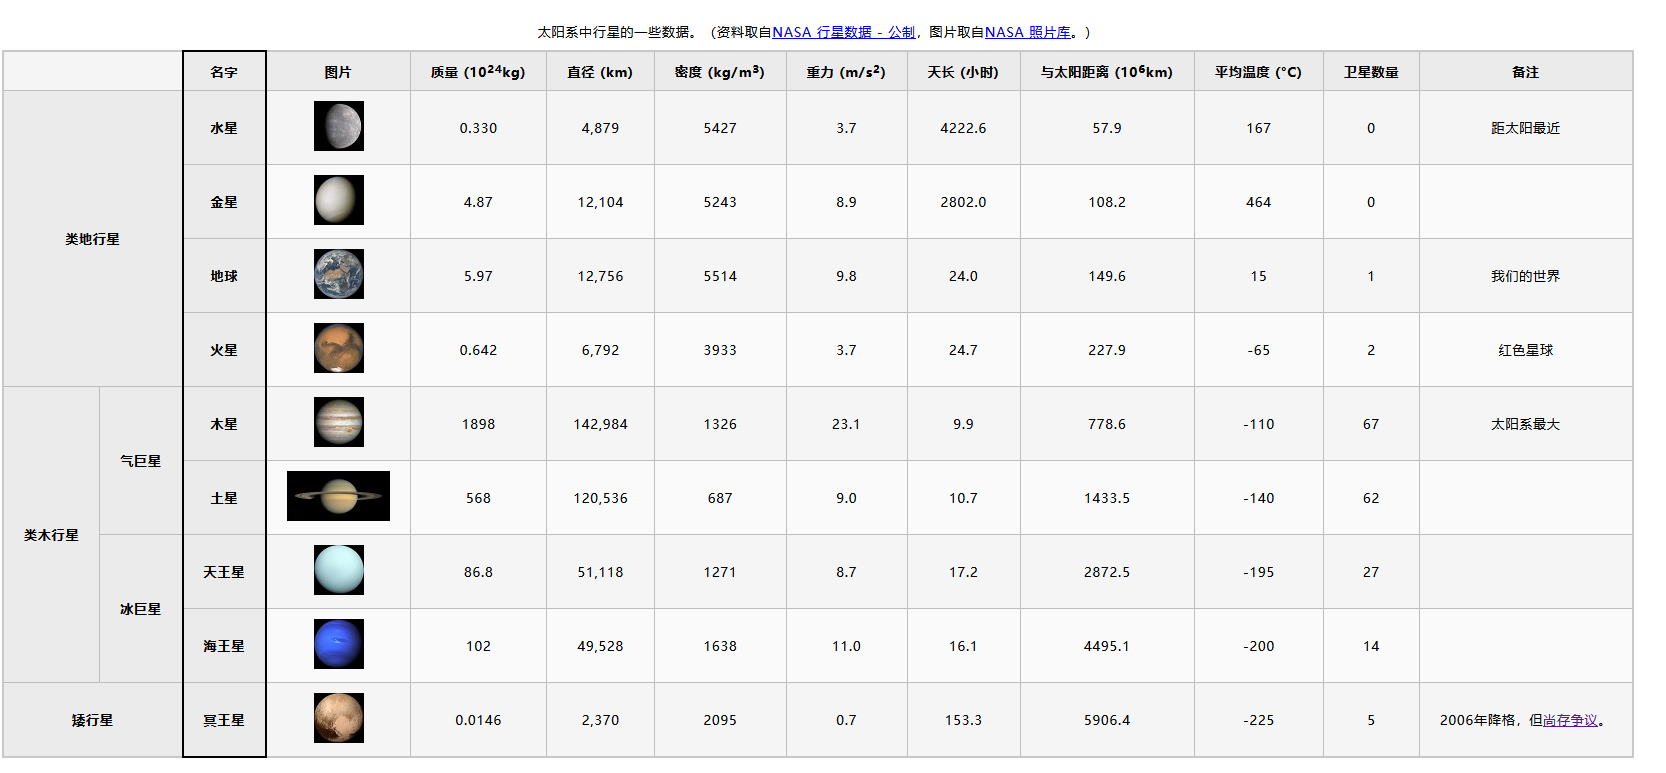 太阳系中行星的一些数据。（资料取自NASA 行星数据 - 公制，图片取自NASA 照片库。）
名字 图片 质量 (10²⁴kg) 直径 (km) 密度 (kg/m³) 重力 (m/s²) 天长 (小时) 与太阳距离 (10⁶km) 平均温度 (°C) 卫星数量 备注
类地行星 水星 0.330 4,879 5427 3.7 4222.6 57.9 167 0 距太阳最近
金星 4.87 12,104 5243 8.9 2802.0 108.2 464 0
地球 5.97 12,756 5514 9.8 24.0 149.6 15 1 我们的世界
火星 0.642 6,792 3933 3.7 24.7 227.9 -65 2 红色星球
类木行星 气巨星 木星 1898 142,984 1326 23.1 9.9 778.6 -110 67 太阳系最大
土星 568 120,536 687 9.0 10.7 1433.5 -140 62
冰巨星 天王星 86.8 51,118 1271 8.7 17.2 2872.5 -195 27
海王星 102 49,528 1638 11.0 16.1 4495.1 -200 14
矮行星 冥王星 0.0146 2,370 2095 0.7 153.3 5906.4 -225 5 2006年降格，但尚存争议。